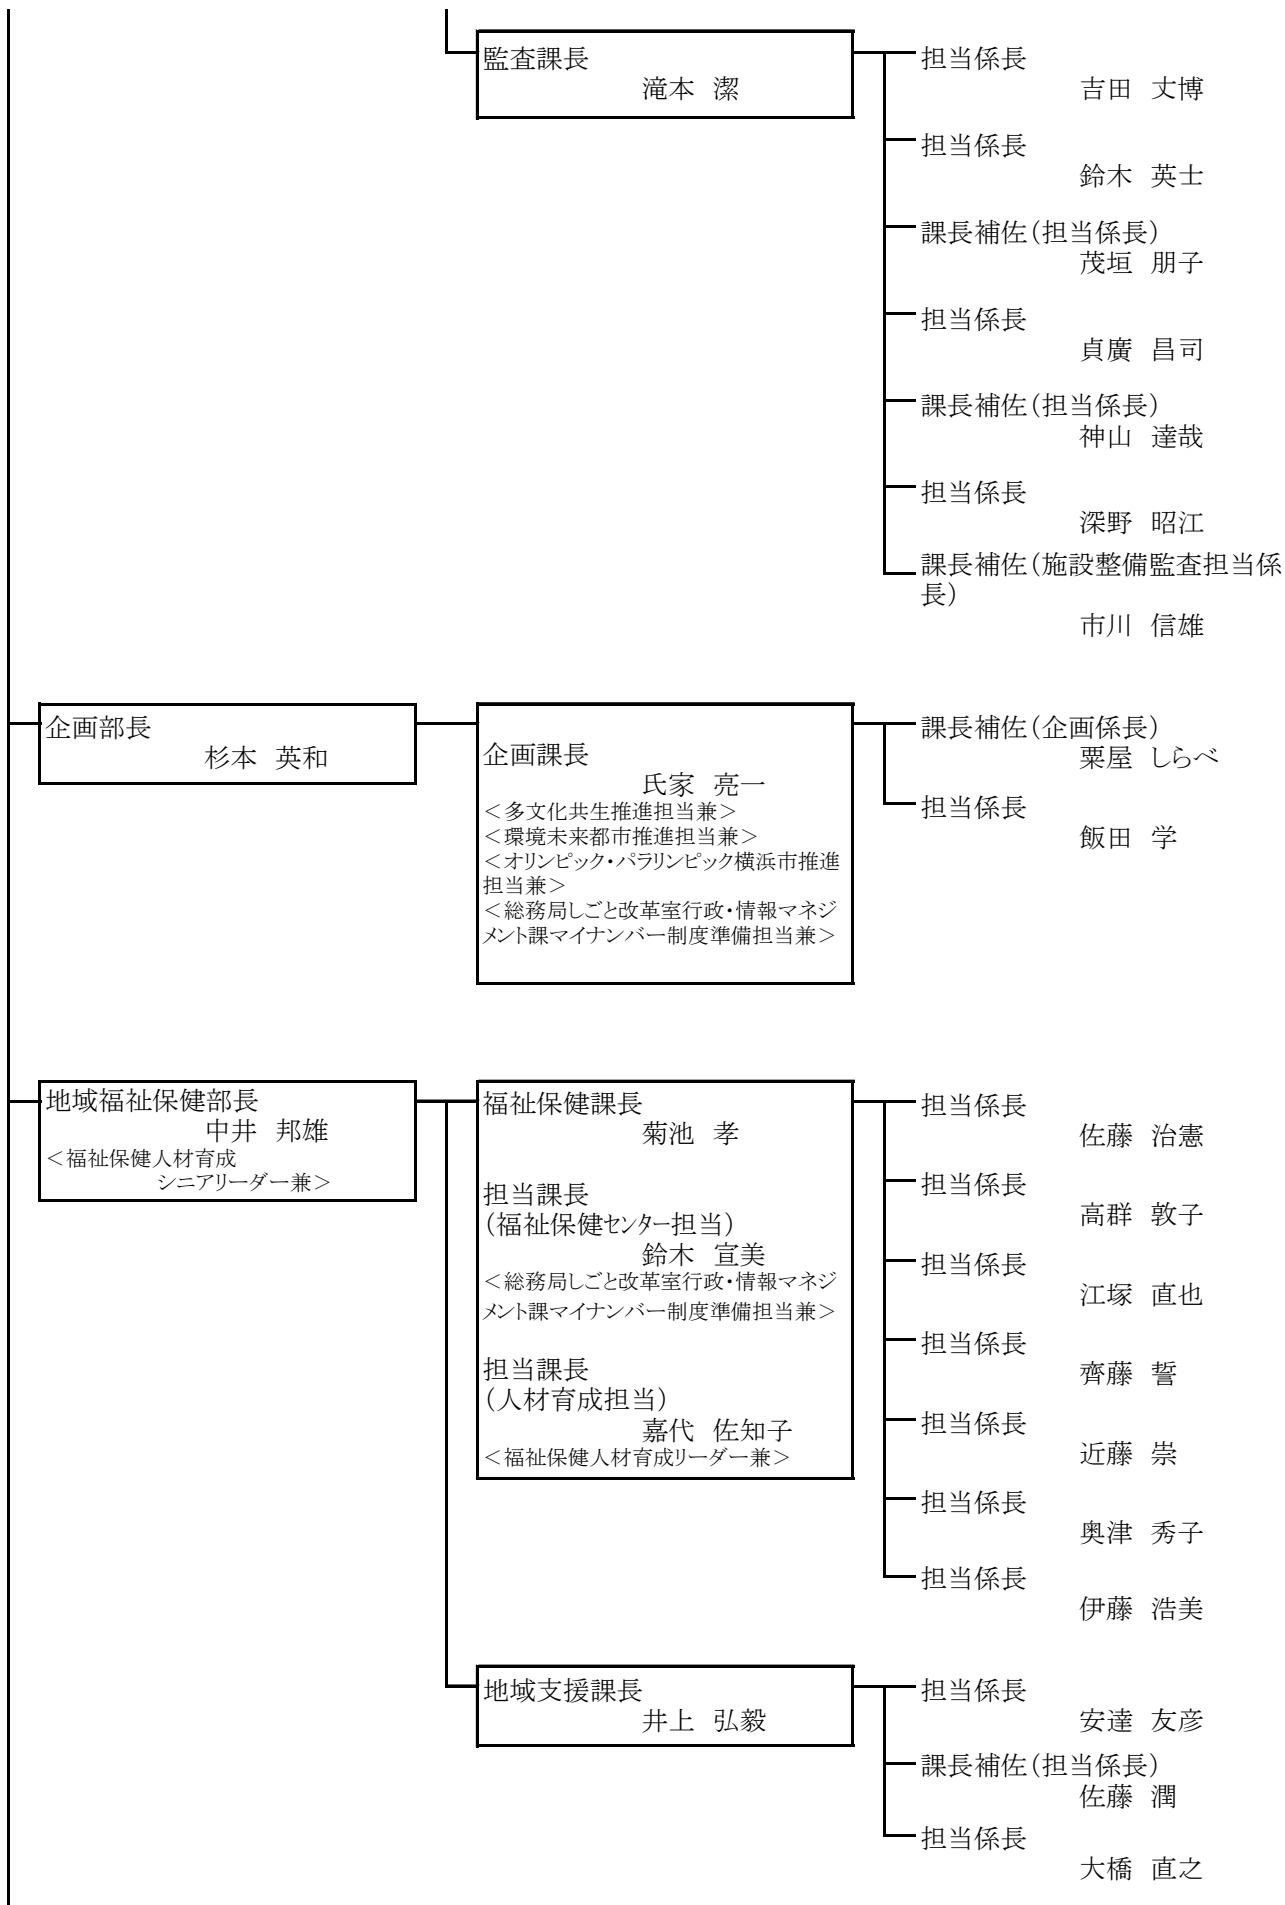 監査課長
滝本 潔
担当係長
吉田 丈博
担当係長
鈴木 英士
課長補佐(担当係長)
茂垣 朋子
担当係長
貞廣 昌司
課長補佐(担当係長)
神山 達哉
担当係長
深野 昭江
課長補佐(施設整備監査担当係
長)
市川 信雄
企画部長
杉本 英和
企画課長
氏家 亮一
<多文化共生推進担当兼>
<環境未来都市推進担当兼>
<オリンピック・パラリンピック横浜市推進
担当兼>
<総務局しごと改革室行政・情報マネジ
メント課マイナンバー制度準備担当兼>
課長補佐(企画係長)
粟屋 しらべ
担当係長
飯田 学
地域福祉保健部長
中井 邦雄
<福祉保健人材育成
シニアリーダー兼>
福祉保健課長
菊池 孝
担当課長
(福祉保健センター担当)
鈴木 宣美
<総務局しごと改革室行政・情報マネジ
メント課マイナンバー制度準備担当兼>
担当課長
(人材育成担当)
嘉代 佐知子
<福祉保健人材育成リーダー兼>
担当係長
佐藤 治憲
担当係長
高群 敦子
担当係長
江塚 直也
担当係長
齊藤 誓
担当係長
近藤 崇
担当係長
奥津 秀子
担当係長
伊藤 浩美
地域支援課長
井上 弘毅
担当係長
安達 友彦
課長補佐(担当係長)
佐藤 潤
担当係長
大橋 直之